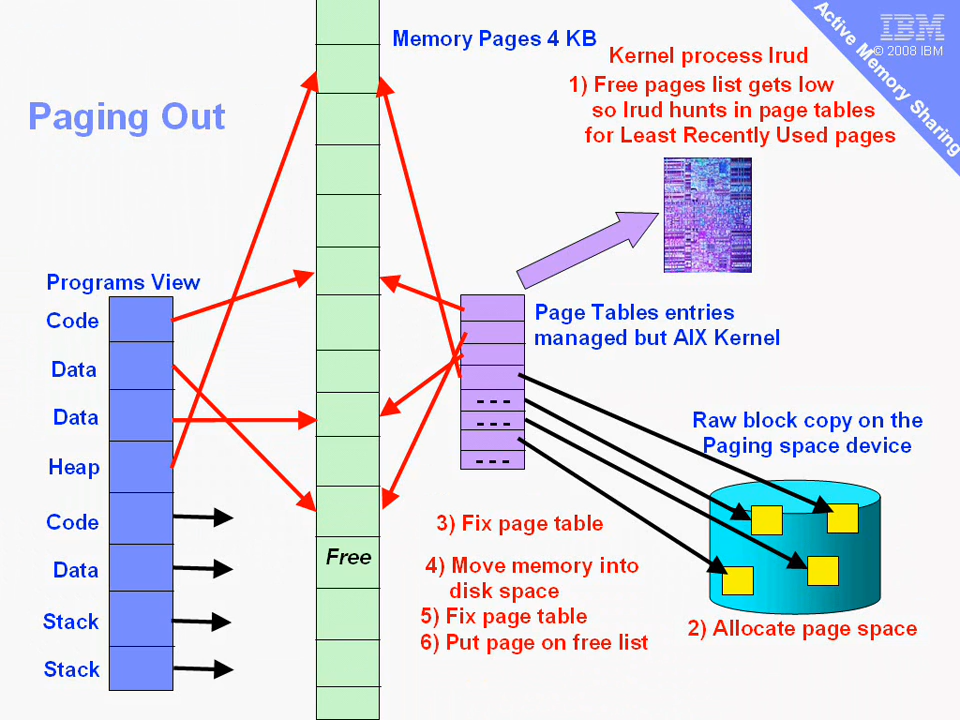 Memory Pages 4 KB
IBM
© 2008 IBM
Active Memory Sharing
Kernel process lrud
1) Free pages list gets low
so lrud hunts in page tables
for Least Recently Used pages
Paging Out
Programs View
Code
Data
Data
Heap
Code
Data
Stack
Stack
Free
Page Tables entries
managed but AIX Kernel
- - -
- - -
- - -
Raw block copy on the
Paging space device
3) Fix page table
4) Move memory into
disk space
5) Fix page table
6) Put page on free list
2) Allocate page space